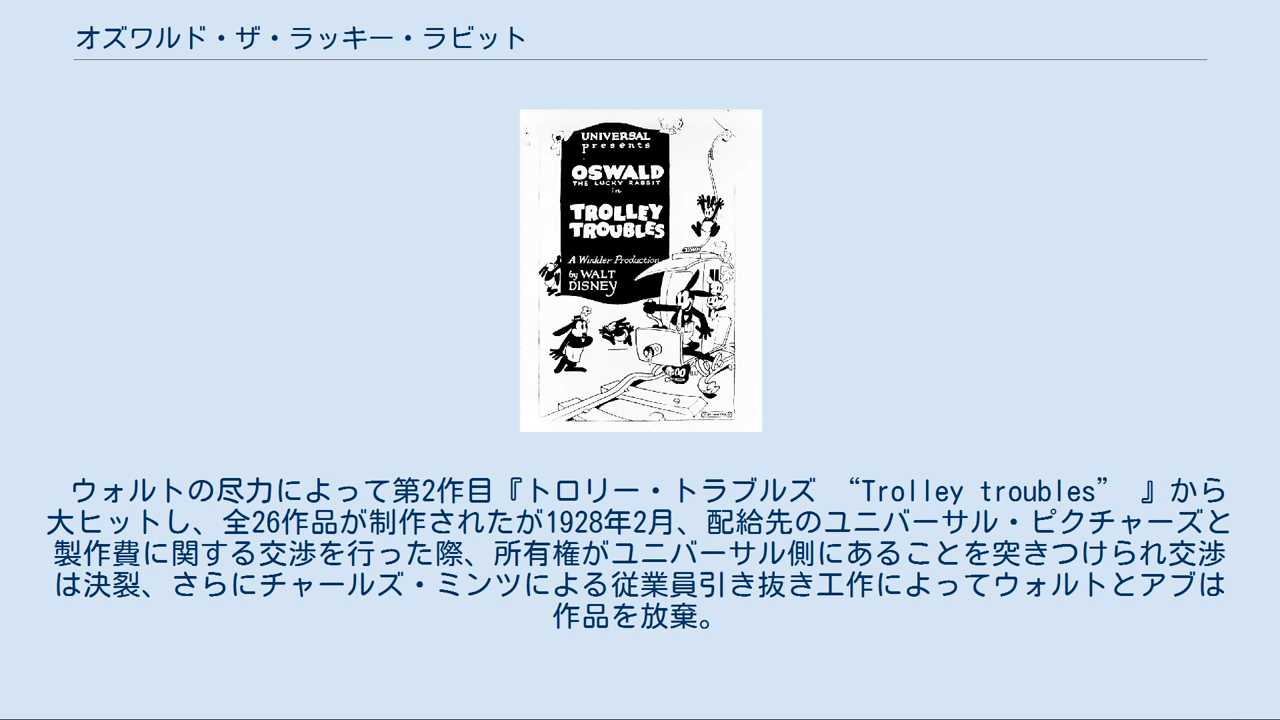 オズワルド・ザ・ラッキー・ラビット
UNIVERSAL
presents
OSWALD
THE LUCKY RABBIT
in
TROLLEY
TROUBLES
A Winkler Production
by WALT
DISNEY
ウォルトの尽力によって第2作目『トロリー・トラブルズ “Trolley troubles” 』から
大ヒットし、全26作品が制作されたが1928年2月、配給先のユニバーサル・ピクチャーズと
製作費に関する交渉を行った際、所有権がユニバーサル側にあることを突きつけられ交渉
は決裂、さらにチャールズ・ミンツによる従業員引き抜き工作によってウォルトとアブは
作品を放棄。